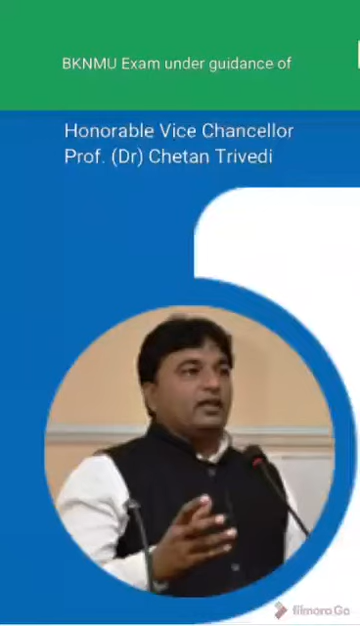 BKNMU Exam under guidance of
Honorable Vice Chancellor
Prof. (Dr) Chetan Trivedi
filmora Go